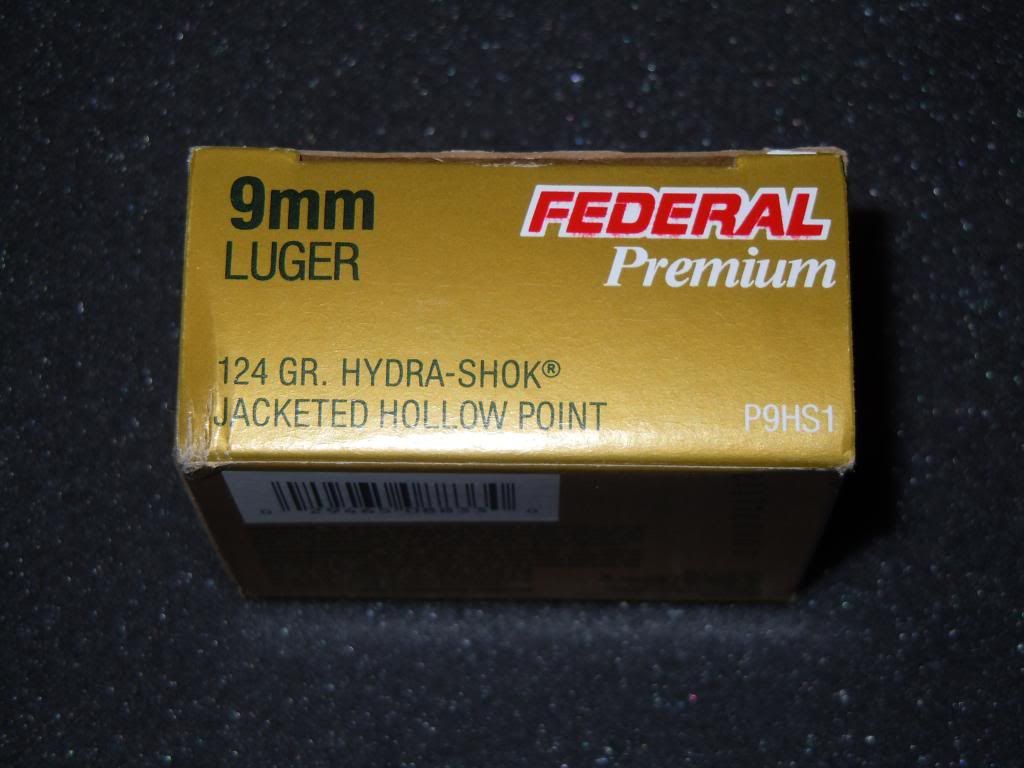 9mm
LUGER
FEDERAL
Premium
124 GR. HYDRA-SHOK®
JACKETED HOLLOW POINT
P9HS1